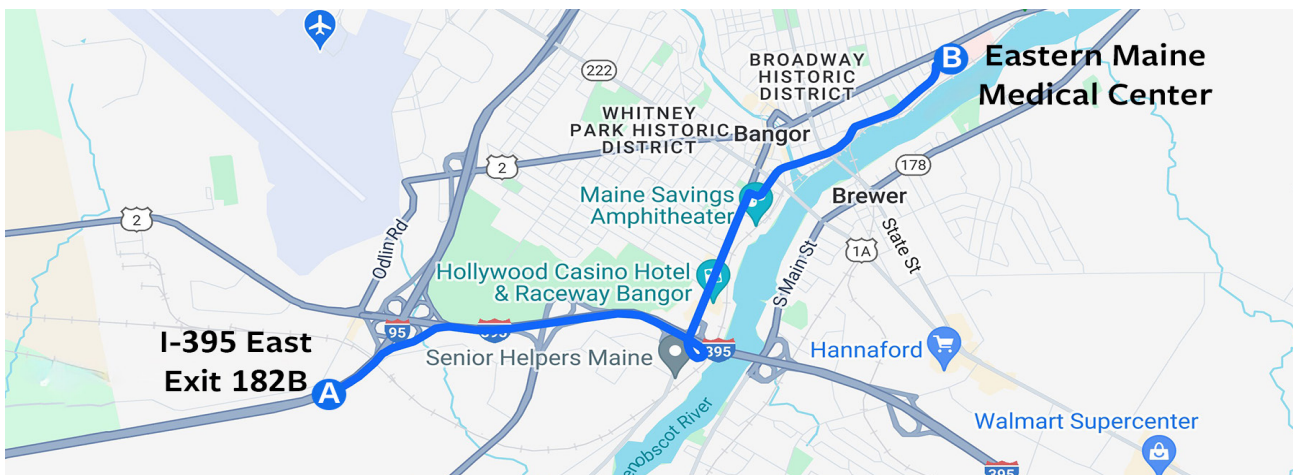 222
BROADWAY
HISTORIC
DISTRICT
B
Eastern Maine
Medical Center
WHITNEY
PARK HISTORIC
DISTRICT
Bangor
2
178
Maine Savings
Amphitheater
Brewer
2
Odlin Rd
State St
1A
S Main St
Hollywood Casino Hotel
& Raceway Bangor
95
395
I-395 East
Exit 182B
A
Senior Helpers Maine
395
Hannaford
Penobscot River
Walmart Supercenter
395